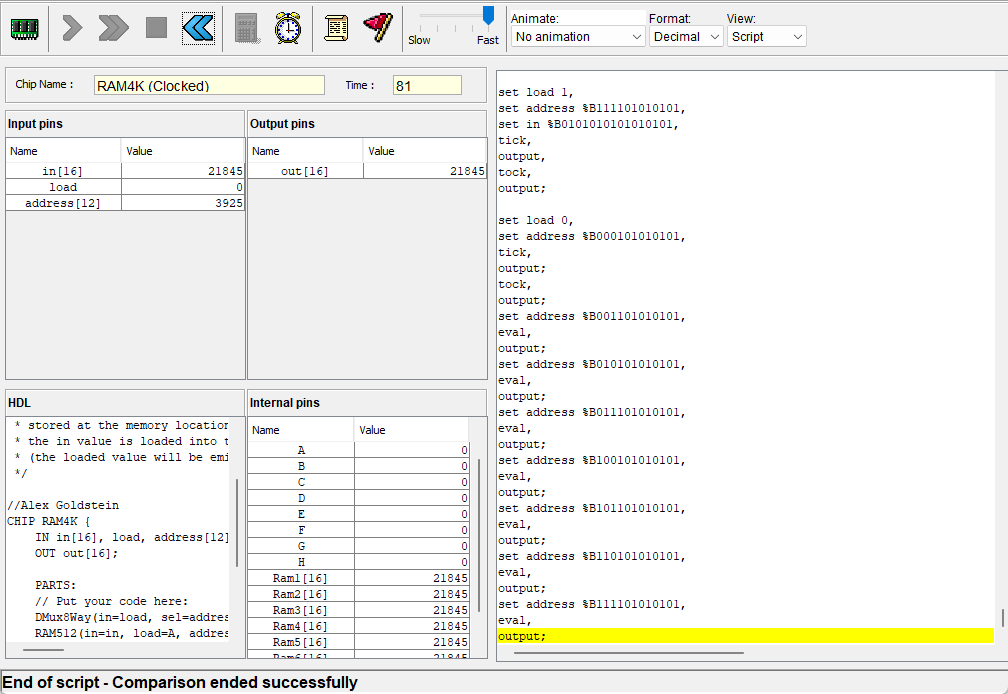 Slow
Fast
Animate:
No animation
Format:
Decimal
View:
Script
Chip Name :
RAM4K (Clocked)
Time :
81
Input pins
Name Value
in[16] 21845
load 0
address[12] 3925
Output pins
Name Value
out[16] 21845
HDL
* stored at the memory location
* the in value is loaded into t
* (the loaded value will be emi
*/
//Alex Goldstein
CHIP RAM4K {
IN in[16], load, address[12]
OUT out[16];
PARTS:
// Put your code here:
DMux8Way(in=load, sel=addres
RAM512(in=in, load=A, addres
Internal pins
Name Value
A 0
B 0
C 0
D 0
E 0
F 0
G 0
H 0
Ram1[16] 21845
Ram2[16] 21845
Ram3[16] 21845
Ram4[16] 21845
Ram5[16] 21845
Ram6[16] 21845
set load 1,
set address %B111101010101,
set in %B0101010101010101,
tick,
output,
tock,
output;
set load 0,
set address %B000101010101,
tick,
output;
tock,
output;
set address %B001101010101,
eval,
output;
set address %B010101010101,
eval,
output;
set address %B011101010101,
eval,
output;
set address %B100101010101,
eval,
output;
set address %B101101010101,
eval,
output;
set address %B110101010101,
eval,
output;
set address %B111101010101,
eval,
output;
End of script - Comparison ended successfully